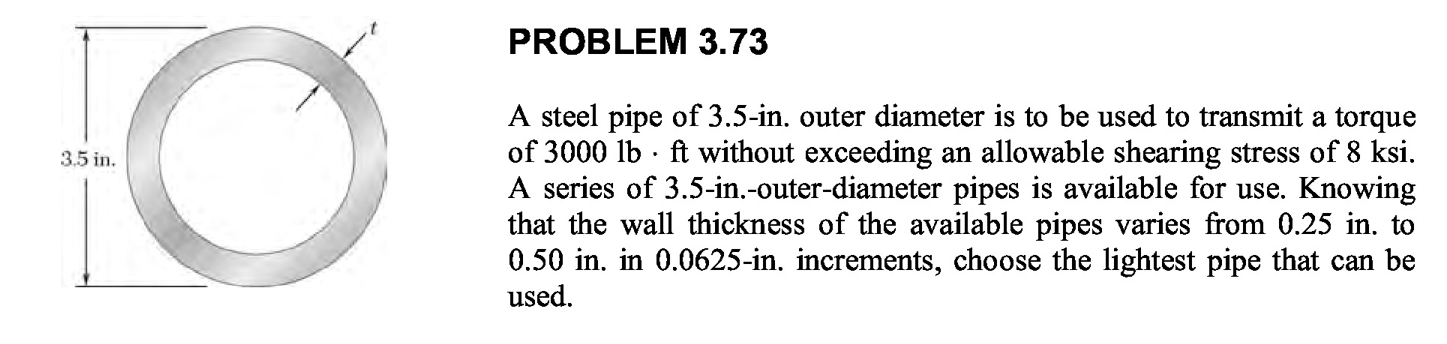 t
3.5 in.
PROBLEM 3.73
A steel pipe of 3.5-in. outer diameter is to be used to transmit a torque
of 3000 lb · ft without exceeding an allowable shearing stress of 8 ksi.
A series of 3.5-in.-outer-diameter pipes is available for use. Knowing
that the wall thickness of the available pipes varies from 0.25 in. to
0.50 in. in 0.0625-in. increments, choose the lightest pipe that can be
used.